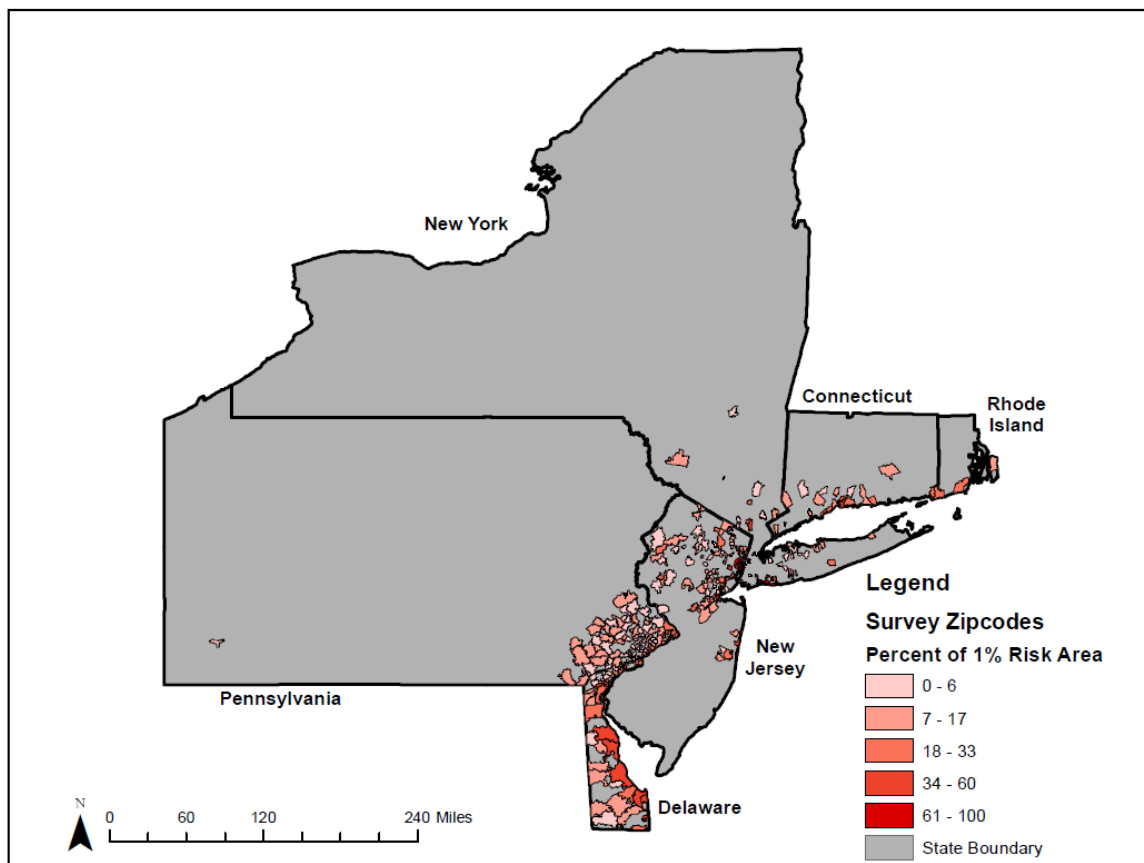 New York
Connecticut
Rhode
Island
Legend
Survey Zipcodes
Percent of 1% Risk Area
0 - 6
7 - 17
18 - 33
34 - 60
61 - 100
State Boundary
New
Jersey
Pennsylvania
Delaware
N
0 60 120 240 Miles